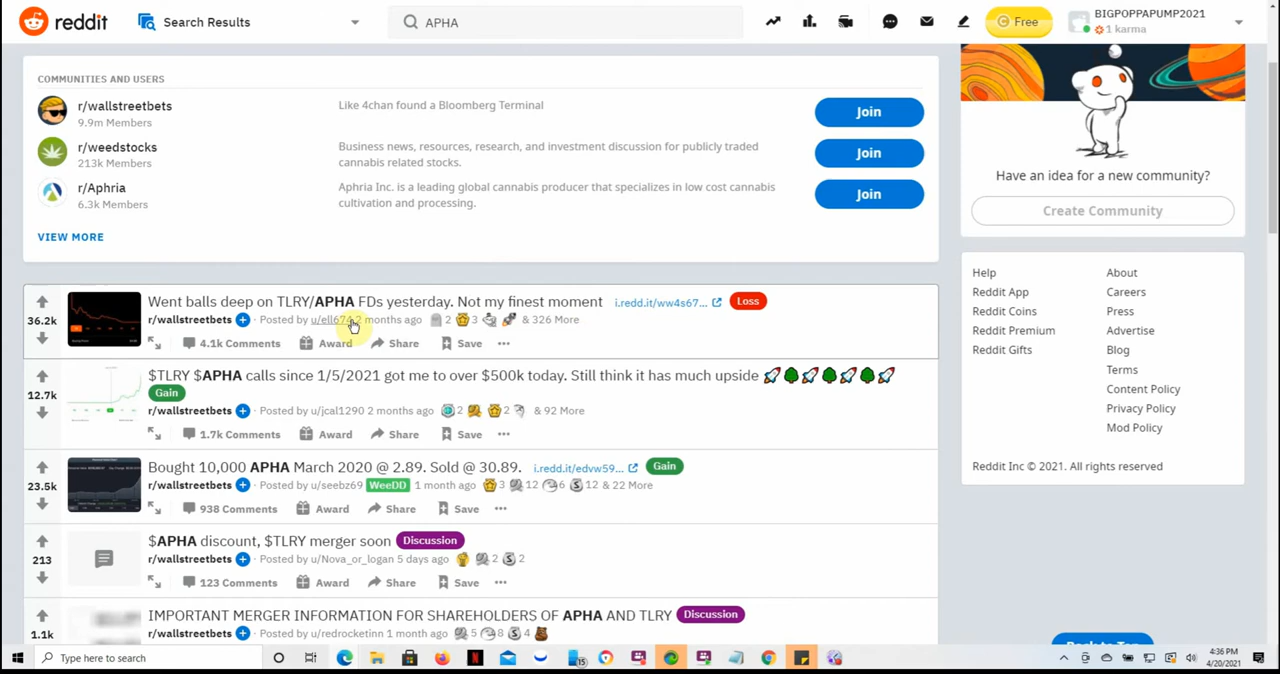 reddit Search Results APHA Free BIGPOPPAPUMP2021
1 karma
COMMUNITIES AND USERS
r/wallstreetbets Like 4chan found a Bloomberg Terminal Join
9.9m Members
r/weedstocks Business news, resources, research, and investment discussion for publicly traded Join
213k Members cannabis related stocks.
r/Aphria Aphria Inc. is a leading global cannabis producer that specializes in low cost cannabis Join
6.3k Members cultivation and processing.
VIEW MORE
Have an idea for a new community?
Create Community
Help About
Reddit App Careers
Reddit Coins Press
Reddit Premium Advertise
Reddit Gifts Blog
Terms
Content Policy
Privacy Policy
Mod Policy
Reddit Inc © 2021. All rights reserved
36.2k
Went balls deep on TLRY/APHA FDs yesterday. Not my finest moment i.redd.it/ww4s67... Loss
r/wallstreetbets · Posted by u/ell674 2 months ago 2 3 & 326 More
4.1k Comments Award Share Save
12.7k
$TLRY $APHA calls since 1/5/2021 got me to over $500k today. Still think it has much upside 🚀🌳🚀🌳🚀🌳🚀
Gain
r/wallstreetbets · Posted by u/jcal1290 2 months ago 2 2 & 92 More
1.7k Comments Award Share Save
23.5k
Bought 10,000 APHA March 2020 @ 2.89. Sold @ 30.89. i.redd.it/edvw59... Gain
r/wallstreetbets · Posted by u/seebz69 WeeDD 1 month ago 3 12 6 12 & 22 More
938 Comments Award Share Save
213
$APHA discount, $TLRY merger soon Discussion
r/wallstreetbets · Posted by u/Nova_or_logan 5 days ago 2 2
123 Comments Award Share Save
1.1k
IMPORTANT MERGER INFORMATION FOR SHAREHOLDERS OF APHA AND TLRY Discussion
r/wallstreetbets · Posted by u/redrocketinn 1 month ago 5 8 4
Back to Top
Type here to search 15 4:36 PM
4/20/2021